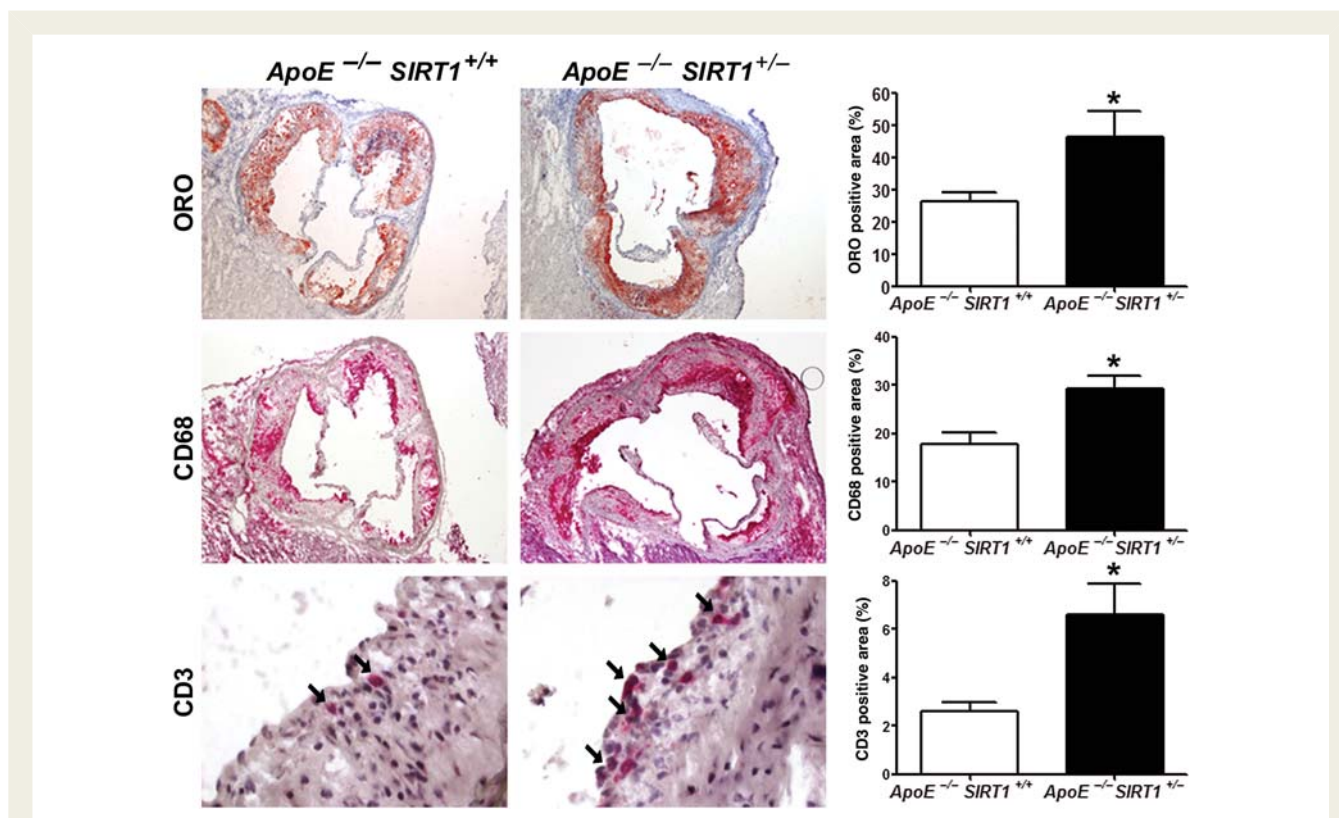 ApoE −/− SIRT1 +/+
ApoE −/− SIRT1 +/−
ORO
ORO positive area (%)
60
50
40
30
20
10
0
*
ApoE −/− SIRT1 +/+
ApoE −/− SIRT1 +/−
CD68
CD68 positive area (%)
40
30
20
10
0
*
ApoE −/− SIRT1 +/+
ApoE −/− SIRT1 +/−
CD3
CD3 positive area (%)
8
6
4
2
0
*
ApoE −/− SIRT1 +/+
ApoE −/− SIRT1 +/−